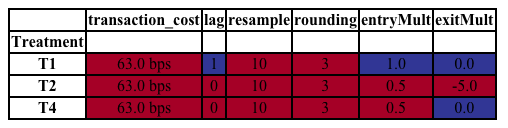 transaction_cost lag resample rounding entryMult exitMult
Treatment
T1 63.0 bps 1 10 3 1.0 0.0
T2 63.0 bps 0 10 3 0.5 -5.0
T4 63.0 bps 0 10 3 0.5 0.0